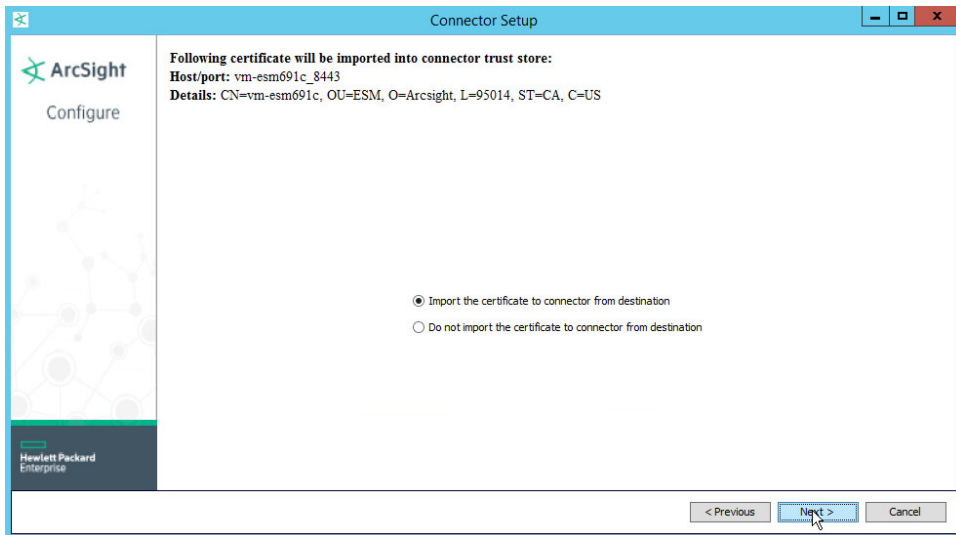 Connector Setup
ArcSight
Configure
Following certificate will be imported into connector trust store:
Host/port: vm-esm691c_8443
Details: CN=vm-esm691c, OU=ESM, O=Arcsight, L=95014, ST=CA, C=US
Import the certificate to connector from destination
Do not import the certificate to connector from destination
Hewlett Packard
Enterprise
< Previous
Next >
Cancel